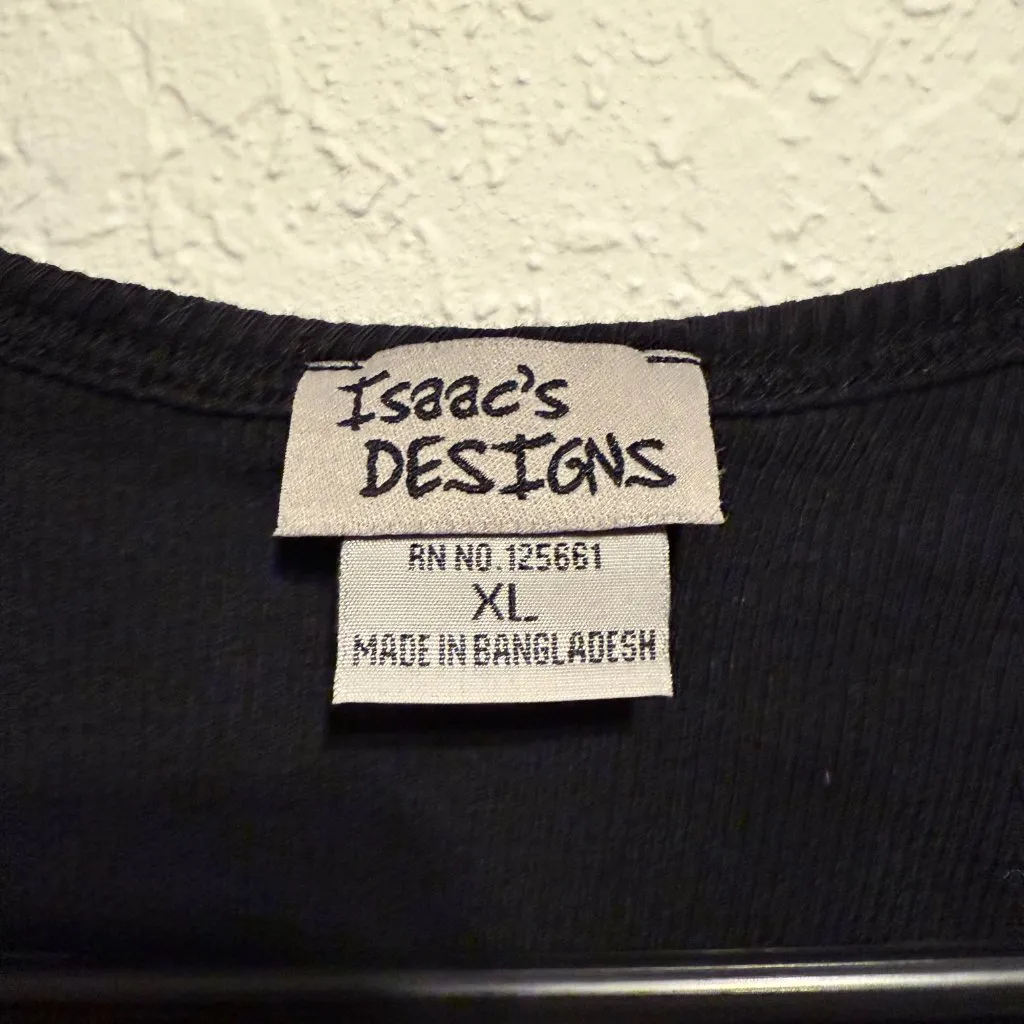 Isaac's
DESIGNS
RN NO. 125661
XL
MADE IN BANGLADESH